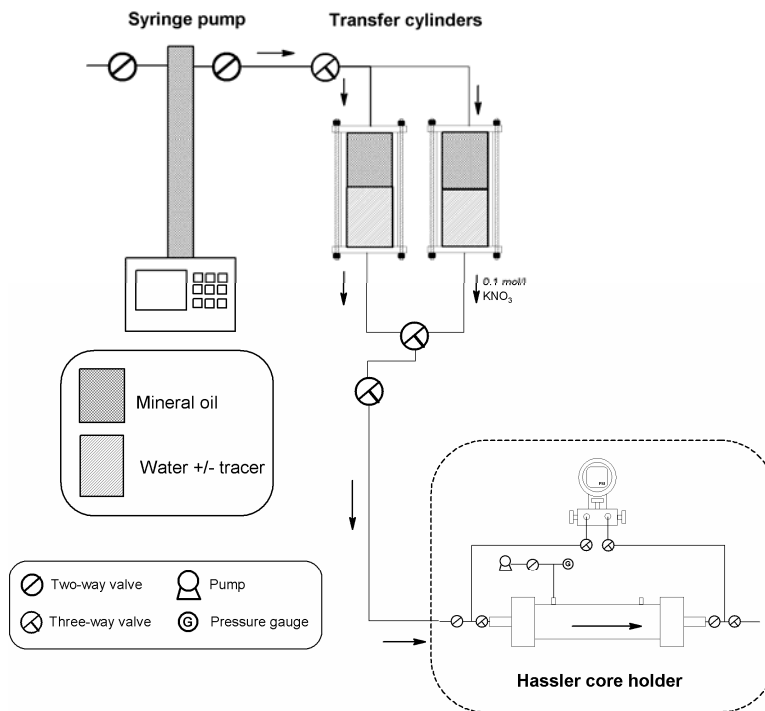 Syringe pump
Transfer cylinders
0.1 mol/l
KNO₃
Mineral oil
Water +/- tracer
Two-way valve
Pump
Three-way valve
G
Pressure gauge
G
Hassler core holder